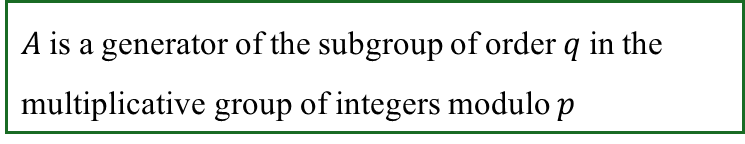 A is a generator of the subgroup of order q in the
multiplicative group of integers modulo p